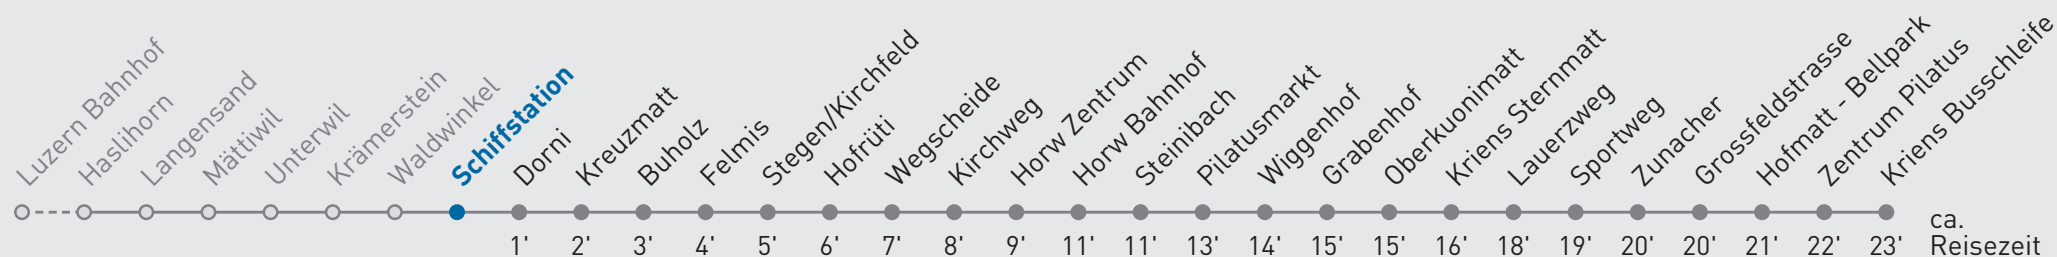 Luzern Bahnhof
Haslihorn
Langensand
Mättiwil
Unterwil
Krämerstein
Waldwinkel
Schiffstation
Dorni
Kreuzmatt
Buholz
Felmis
Stegen/Kirchfeld
Hofrüti
Wegscheide
Kirchweg
Horw Zentrum
Horw Bahnhof
Steinibach
Pilatusmarkt
Wiggenhof
Grabenhof
Oberkuonimatt
Kriens Sternmatt
Lauerzweg
Sportweg
Zunacher
Grossfeldstrasse
Hofmatt - Bellpark
Zentrum Pilatus
Kriens Busschleife
1' 2' 3' 4' 5' 6' 7' 8' 9' 11' 11' 13' 14' 15' 15' 16' 18' 19' 20' 20' 21' 22' 23'
ca.
Reisezeit